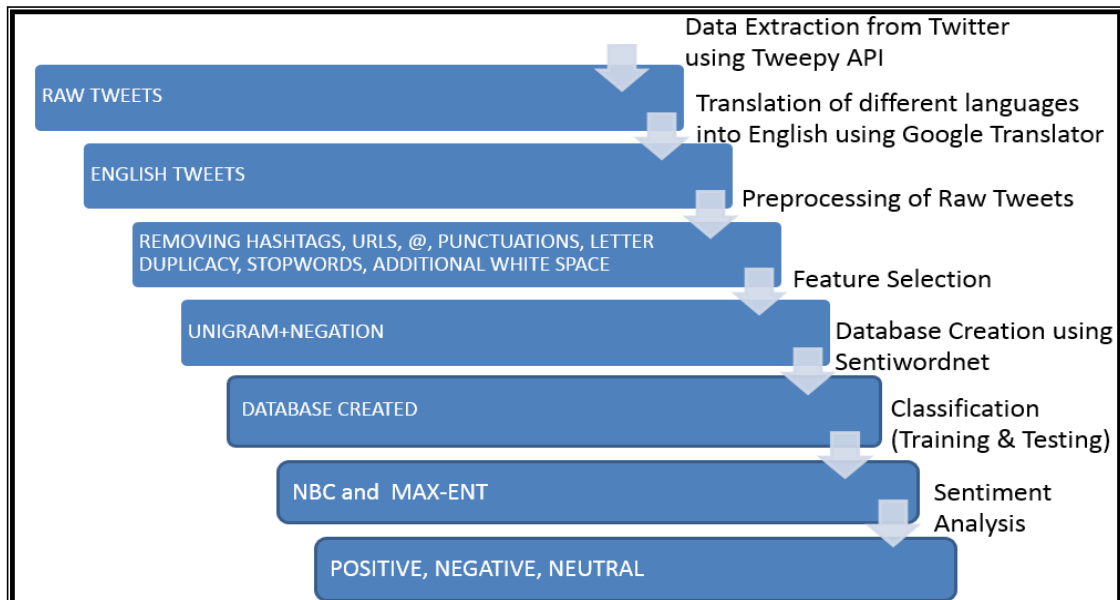 Data Extraction from Twitter
using Tweepy API
RAW TWEETS
Translation of different languages
into English using Google Translator
ENGLISH TWEETS
Preprocessing of Raw Tweets
REMOVING HASHTAGS, URLS, @, PUNCTUATIONS, LETTER
DUPLICACY, STOPWORDS, ADDITIONAL WHITE SPACE
Feature Selection
UNIGRAM+NEGATION
Database Creation using
Sentiwordnet
DATABASE CREATED
Classification
(Training & Testing)
NBC and MAX-ENT
Sentiment
Analysis
POSITIVE, NEGATIVE, NEUTRAL